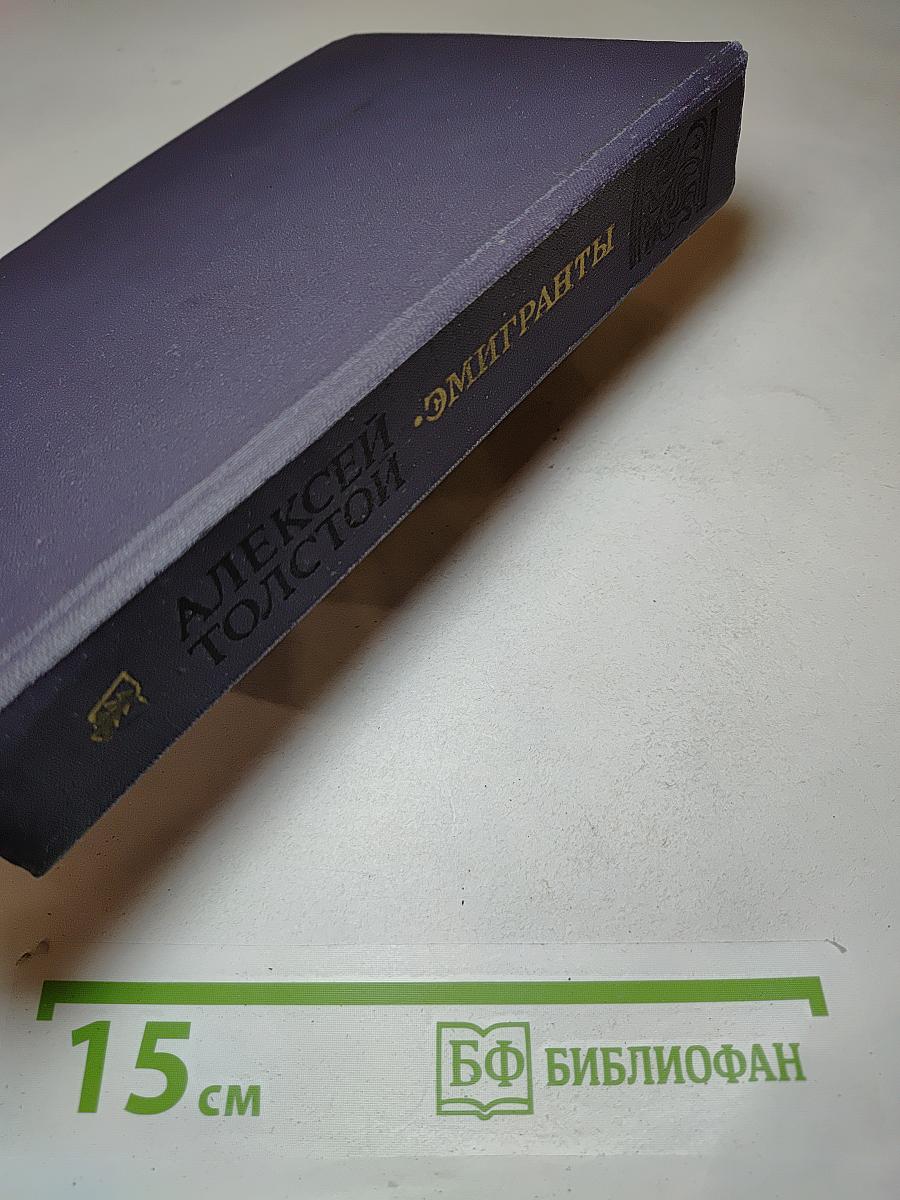 АЛЕКСЕЙ
ТОЛСТОЙ
•ЭМИГРАНТЫ
15 см
БФ БИБЛИОФАН